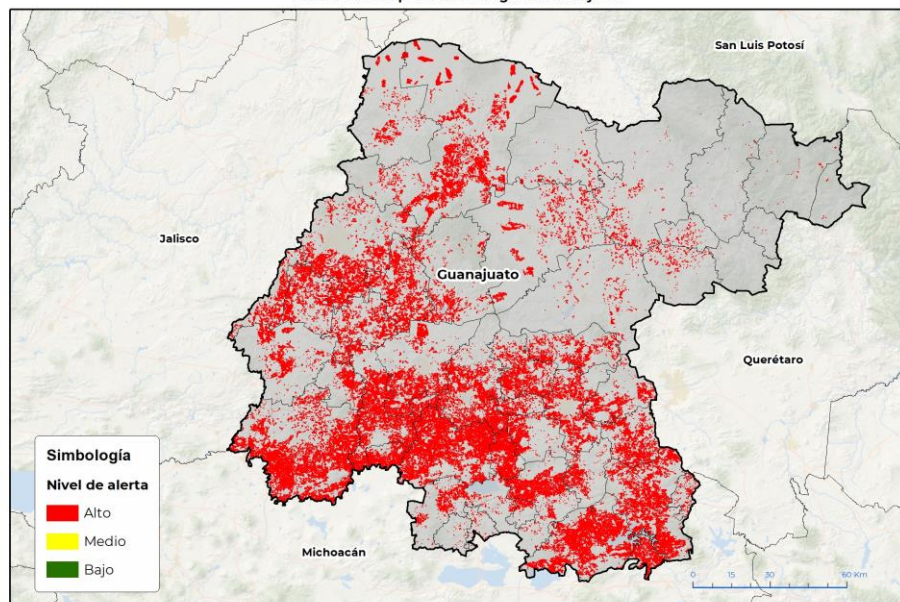 San Luis Potosí
Jalisco
Guanajuato
Querétaro
Michoacán
Simbología
Nivel de alerta
Alto
Medio
Bajo
0 15 30 60 Km